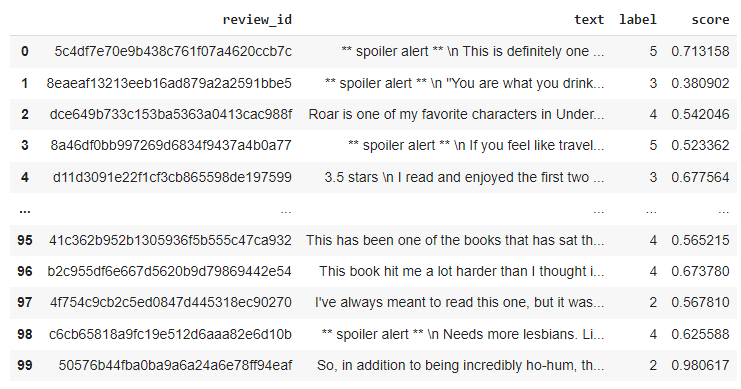 review_id text label score
0 5c4df7e70e9b438c761f07a4620ccb7c ** spoiler alert ** \n This is definitely one ... 5 0.713158
1 8eaeaf13213eeb16ad879a2a2591bbe5 ** spoiler alert ** \n "You are what you drink... 3 0.380902
2 dce649b733c153ba5363a0413cac988f Roar is one of my favorite characters in Under... 4 0.542046
3 8a46df0bb997269d6834f9437a4b0a77 ** spoiler alert ** \n If you feel like travel... 5 0.523362
4 d11d3091e22f1cf3cb865598de197599 3.5 stars \n I read and enjoyed the first two ... 3 0.677564
... ... ... ... ...
95 41c362b952b1305936f5b555c47ca932 This has been one of the books that has sat th... 4 0.565215
96 b2c955df6e667d5620b9d79869442e54 This book hit me a lot harder than I thought i... 4 0.673780
97 4f754c9cb2c5ed0847d445318ec90270 I've always meant to read this one, but it was... 2 0.567810
98 c6cb65818a9fc19e512d6aaa82e6d10b ** spoiler alert ** \n Needs more lesbians. Li... 4 0.625588
99 50576b44fba0ba9a6a24a6e78ff94eaf So, in addition to being incredibly ho-hum, th... 2 0.980617